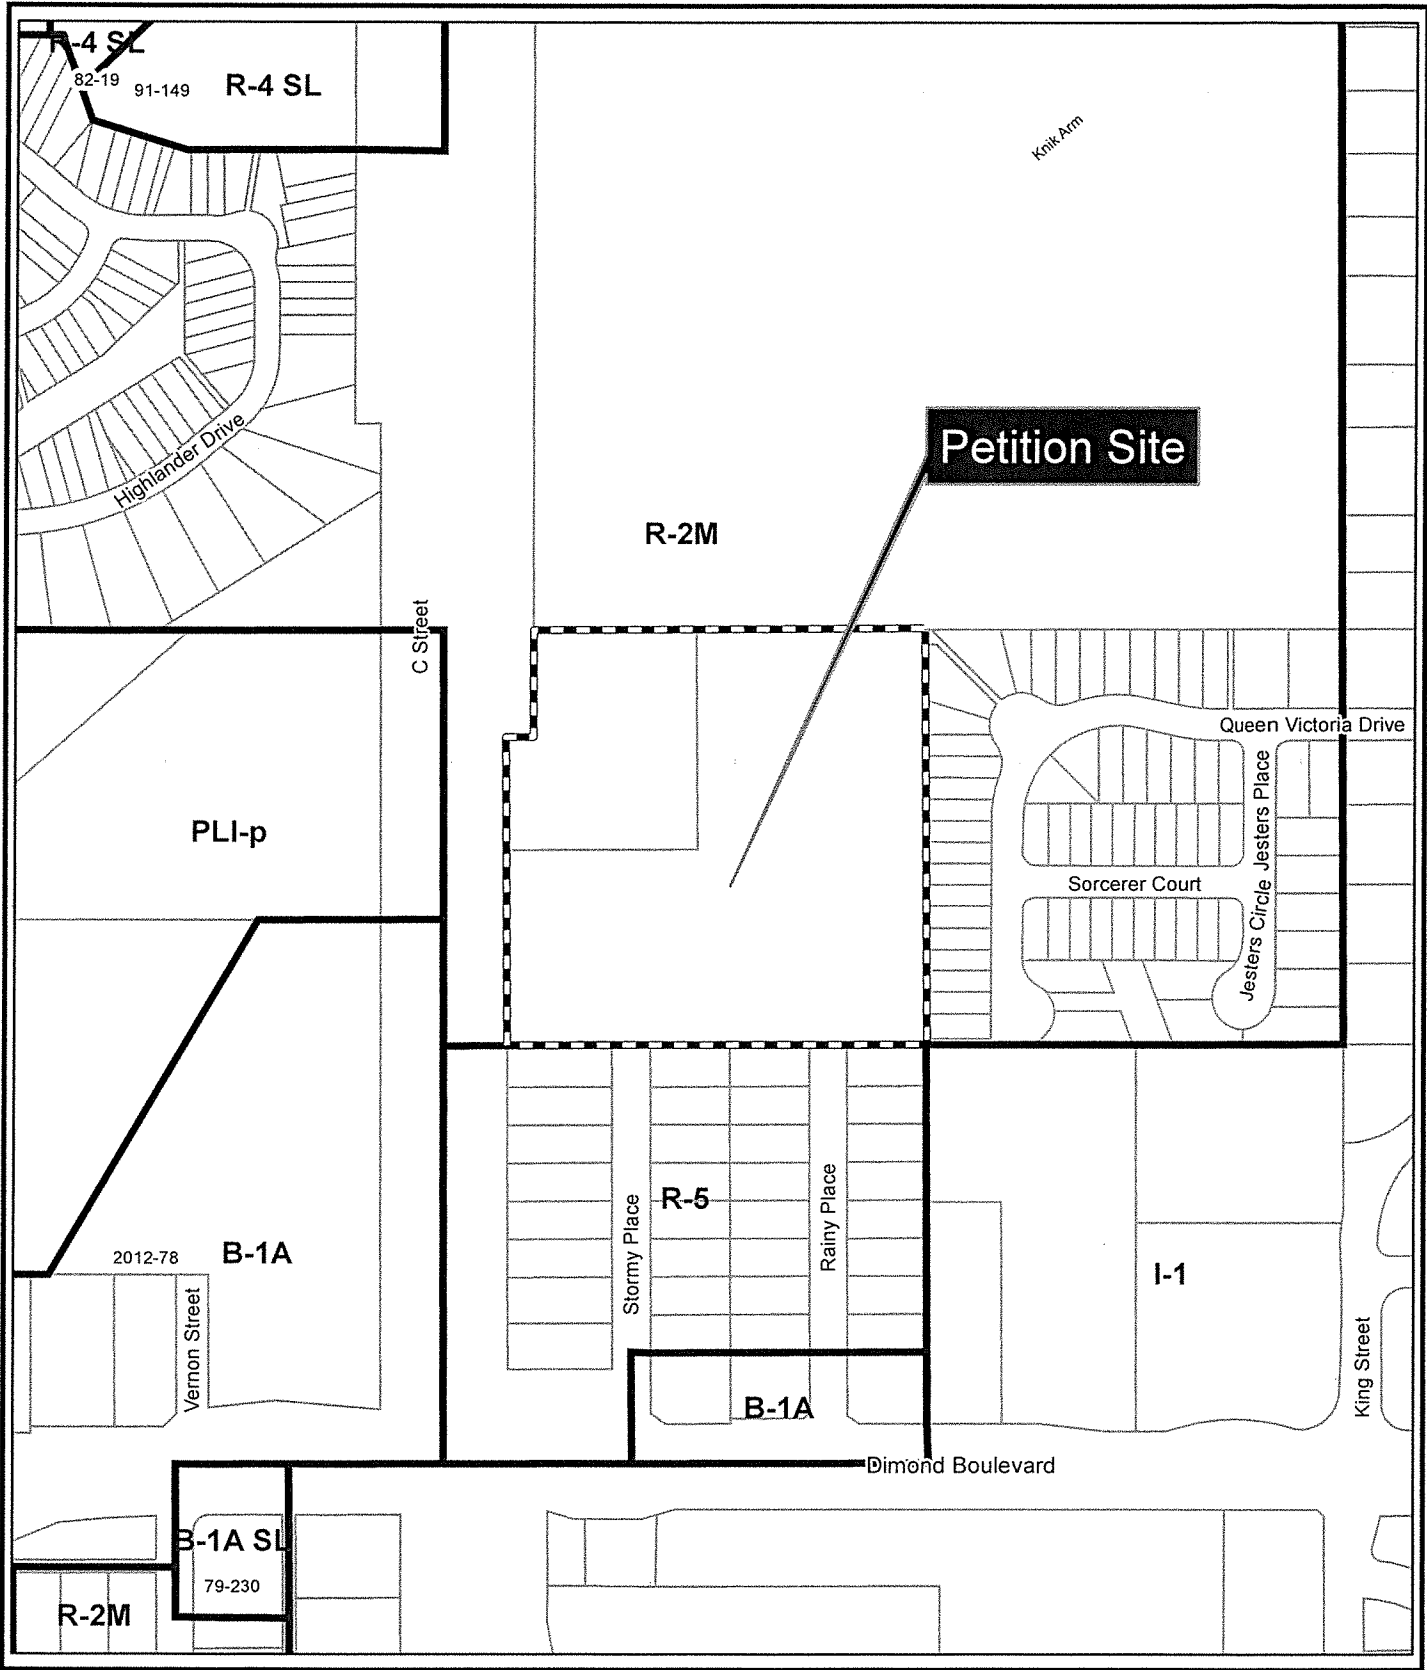 R-4 SL
82-19
91-149
R-4 SL
Knik Arm
Petition Site
Highlander Drive
R-2M
C Street
Queen Victoria Drive
Jesters Place
PLI-p
Sorcerer Court
Jesters Circle
R-5
Stormy Place
Rainy Place
2012-78
B-1A
I-1
Vernon Street
King Street
B-1A
Dimond Boulevard
B-1A SL
79-230
R-2M